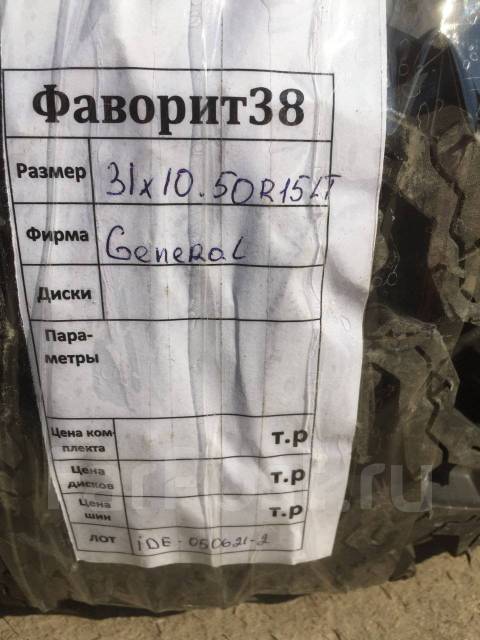 Фаворит38
Размер 31x10.50R15LT
Фирма General
Диски
Пара-
метры
Цена ком-
плекта т.р
Цена
дисков т.р
Цена
шин т.р
ЛОТ iDE-050621-2